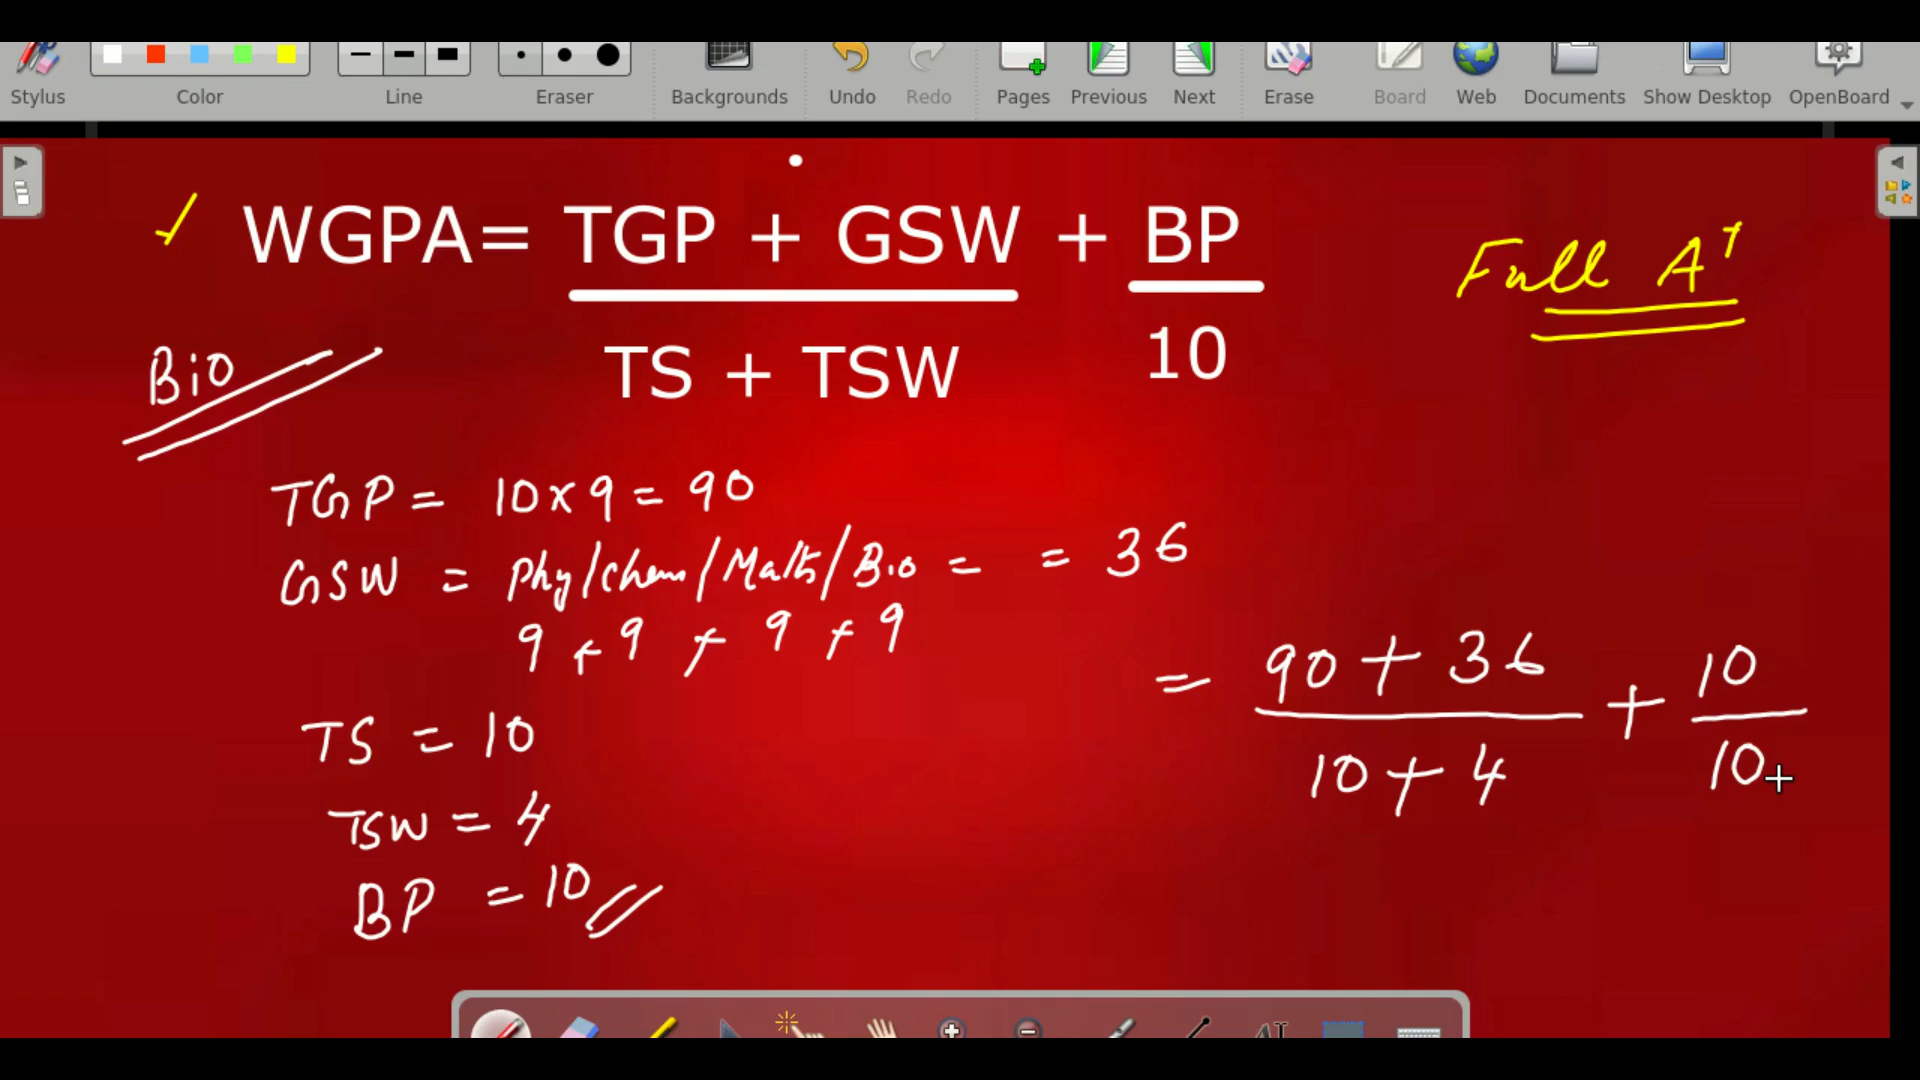 Stylus Color Line Eraser Backgrounds Undo Redo Pages Previous Next Erase Board Web Documents Show Desktop OpenBoard
WGPA= TGP + GSW + BP
TS + TSW 10
Full A+
Bio
TGP = 10 x 9 = 90
GSW = Phy/Chem/Maths/Bio = = 36
9 + 9 + 9 + 9
= 90 + 36 + 10
10 + 4 10
TS = 10
TSW = 4
BP = 10